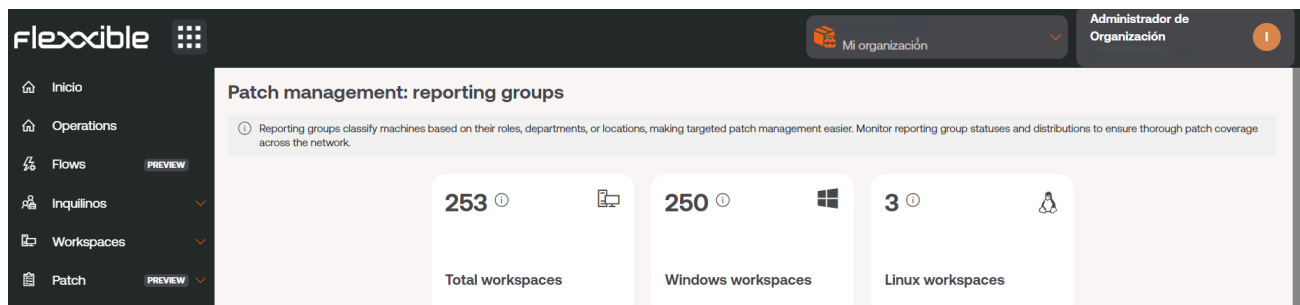 Flexxible
Mi organización
Administrador de
Organización
I
Inicio
Operations
Flows PREVIEW
Inquilinos
Workspaces
Patch PREVIEW
Patch management: reporting groups
Reporting groups classify machines based on their roles, departments, or locations, making targeted patch management easier. Monitor reporting group statuses and distributions to ensure thorough patch coverage
across the network.
253
Total workspaces
250
Windows workspaces
3
Linux workspaces